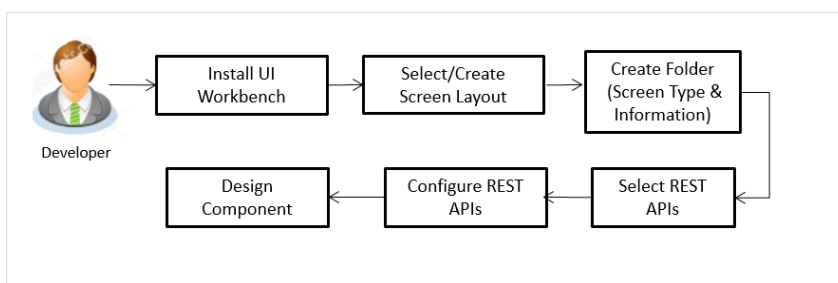 Install UI
Workbench
Select/Create
Screen Layout
Create Folder
(Screen Type &
Information)
Developer
Design
Component
Configure REST
APIs
Select REST
APIs